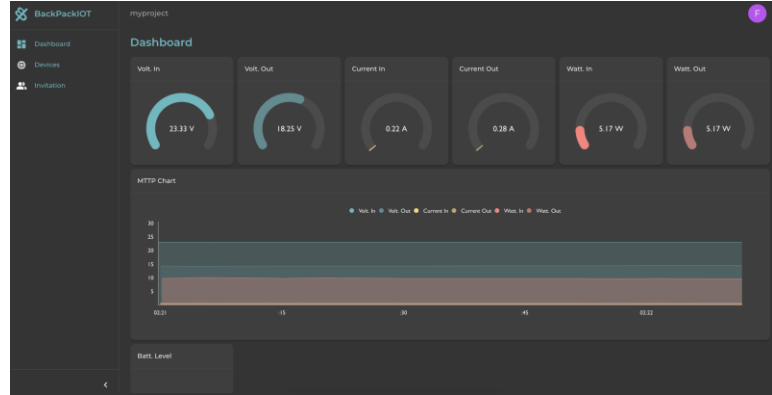 BackPackIOT
myproject
F
Dashboard
Devices
Invitation
Dashboard
Volt. In
Volt. Out
Current In
Current Out
Watt. In
Watt. Out
23.33 V
18.25 V
0.22 A
0.28 A
5.17 W
5.17 W
MTTP Chart
Volt. In Volt. Out Current In Current Out Watt. In Watt. Out
30
25
20
15
10
5
02:21 :15 :30 :45 02:22
Batt. Level